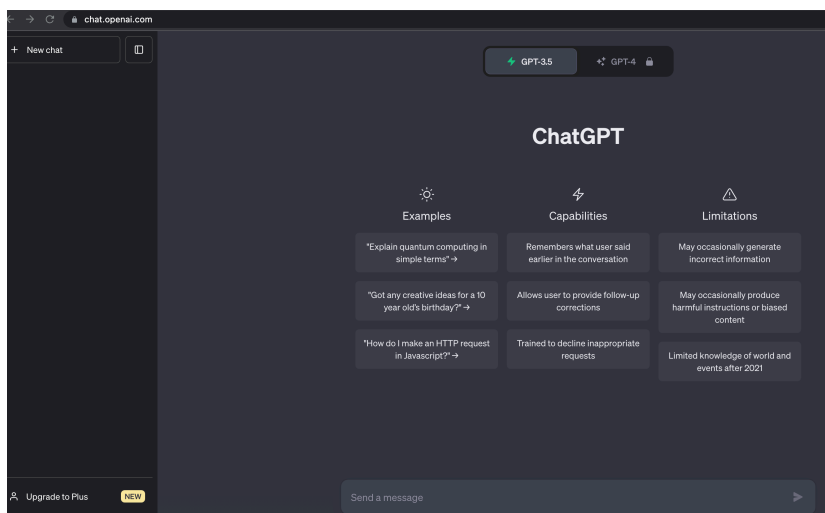 chat.openai.com
+ New chat
GPT-3.5
GPT-4
ChatGPT
Examples
"Explain quantum computing in
simple terms" →
"Got any creative ideas for a 10
year old's birthday?" →
"How do I make an HTTP request
in Javascript?" →
Capabilities
Remembers what user said
earlier in the conversation
Allows user to provide follow-up
corrections
Trained to decline inappropriate
requests
Limitations
May occasionally generate
incorrect information
May occasionally produce
harmful instructions or biased
content
Limited knowledge of world and
events after 2021
Upgrade to Plus
NEW
Send a message